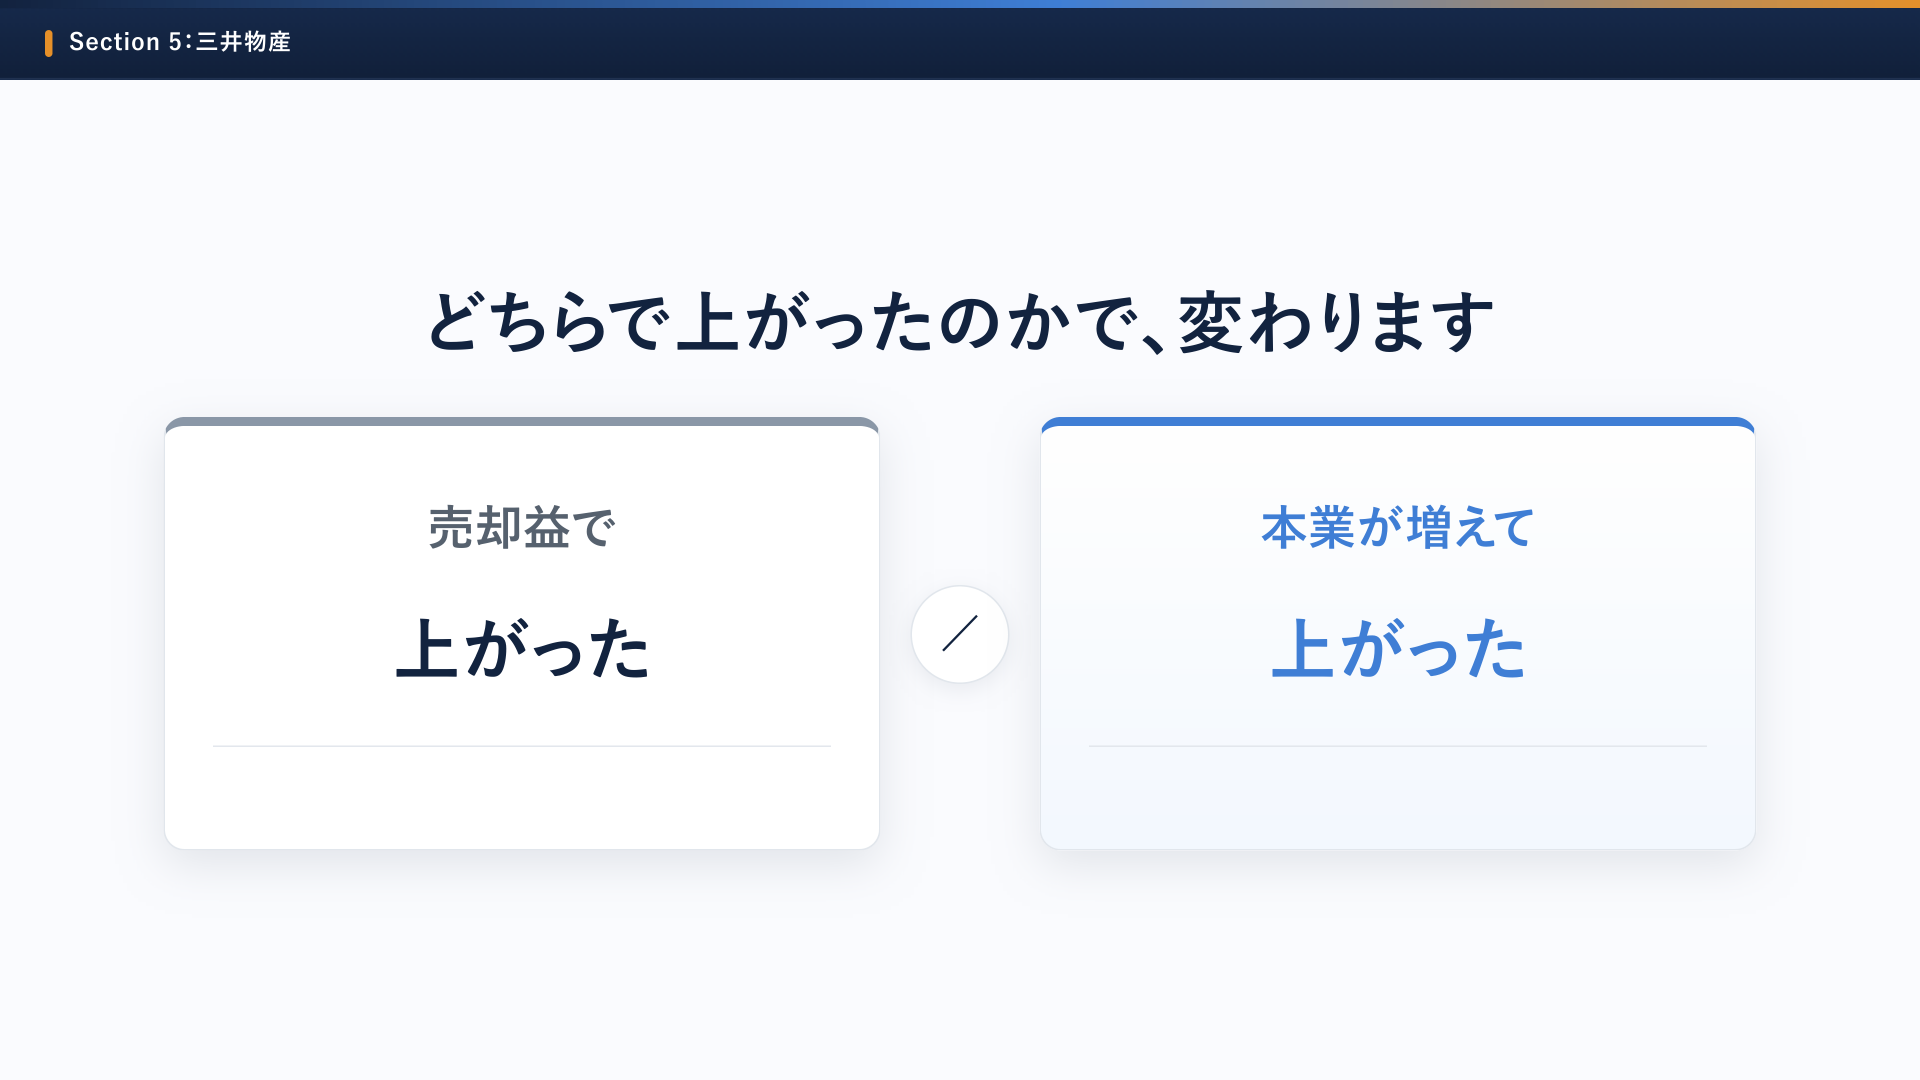 Section 5：三井物産
どちらで上がったのかで、変わります
売却益で
上がった
／
本業が増えて
上がった